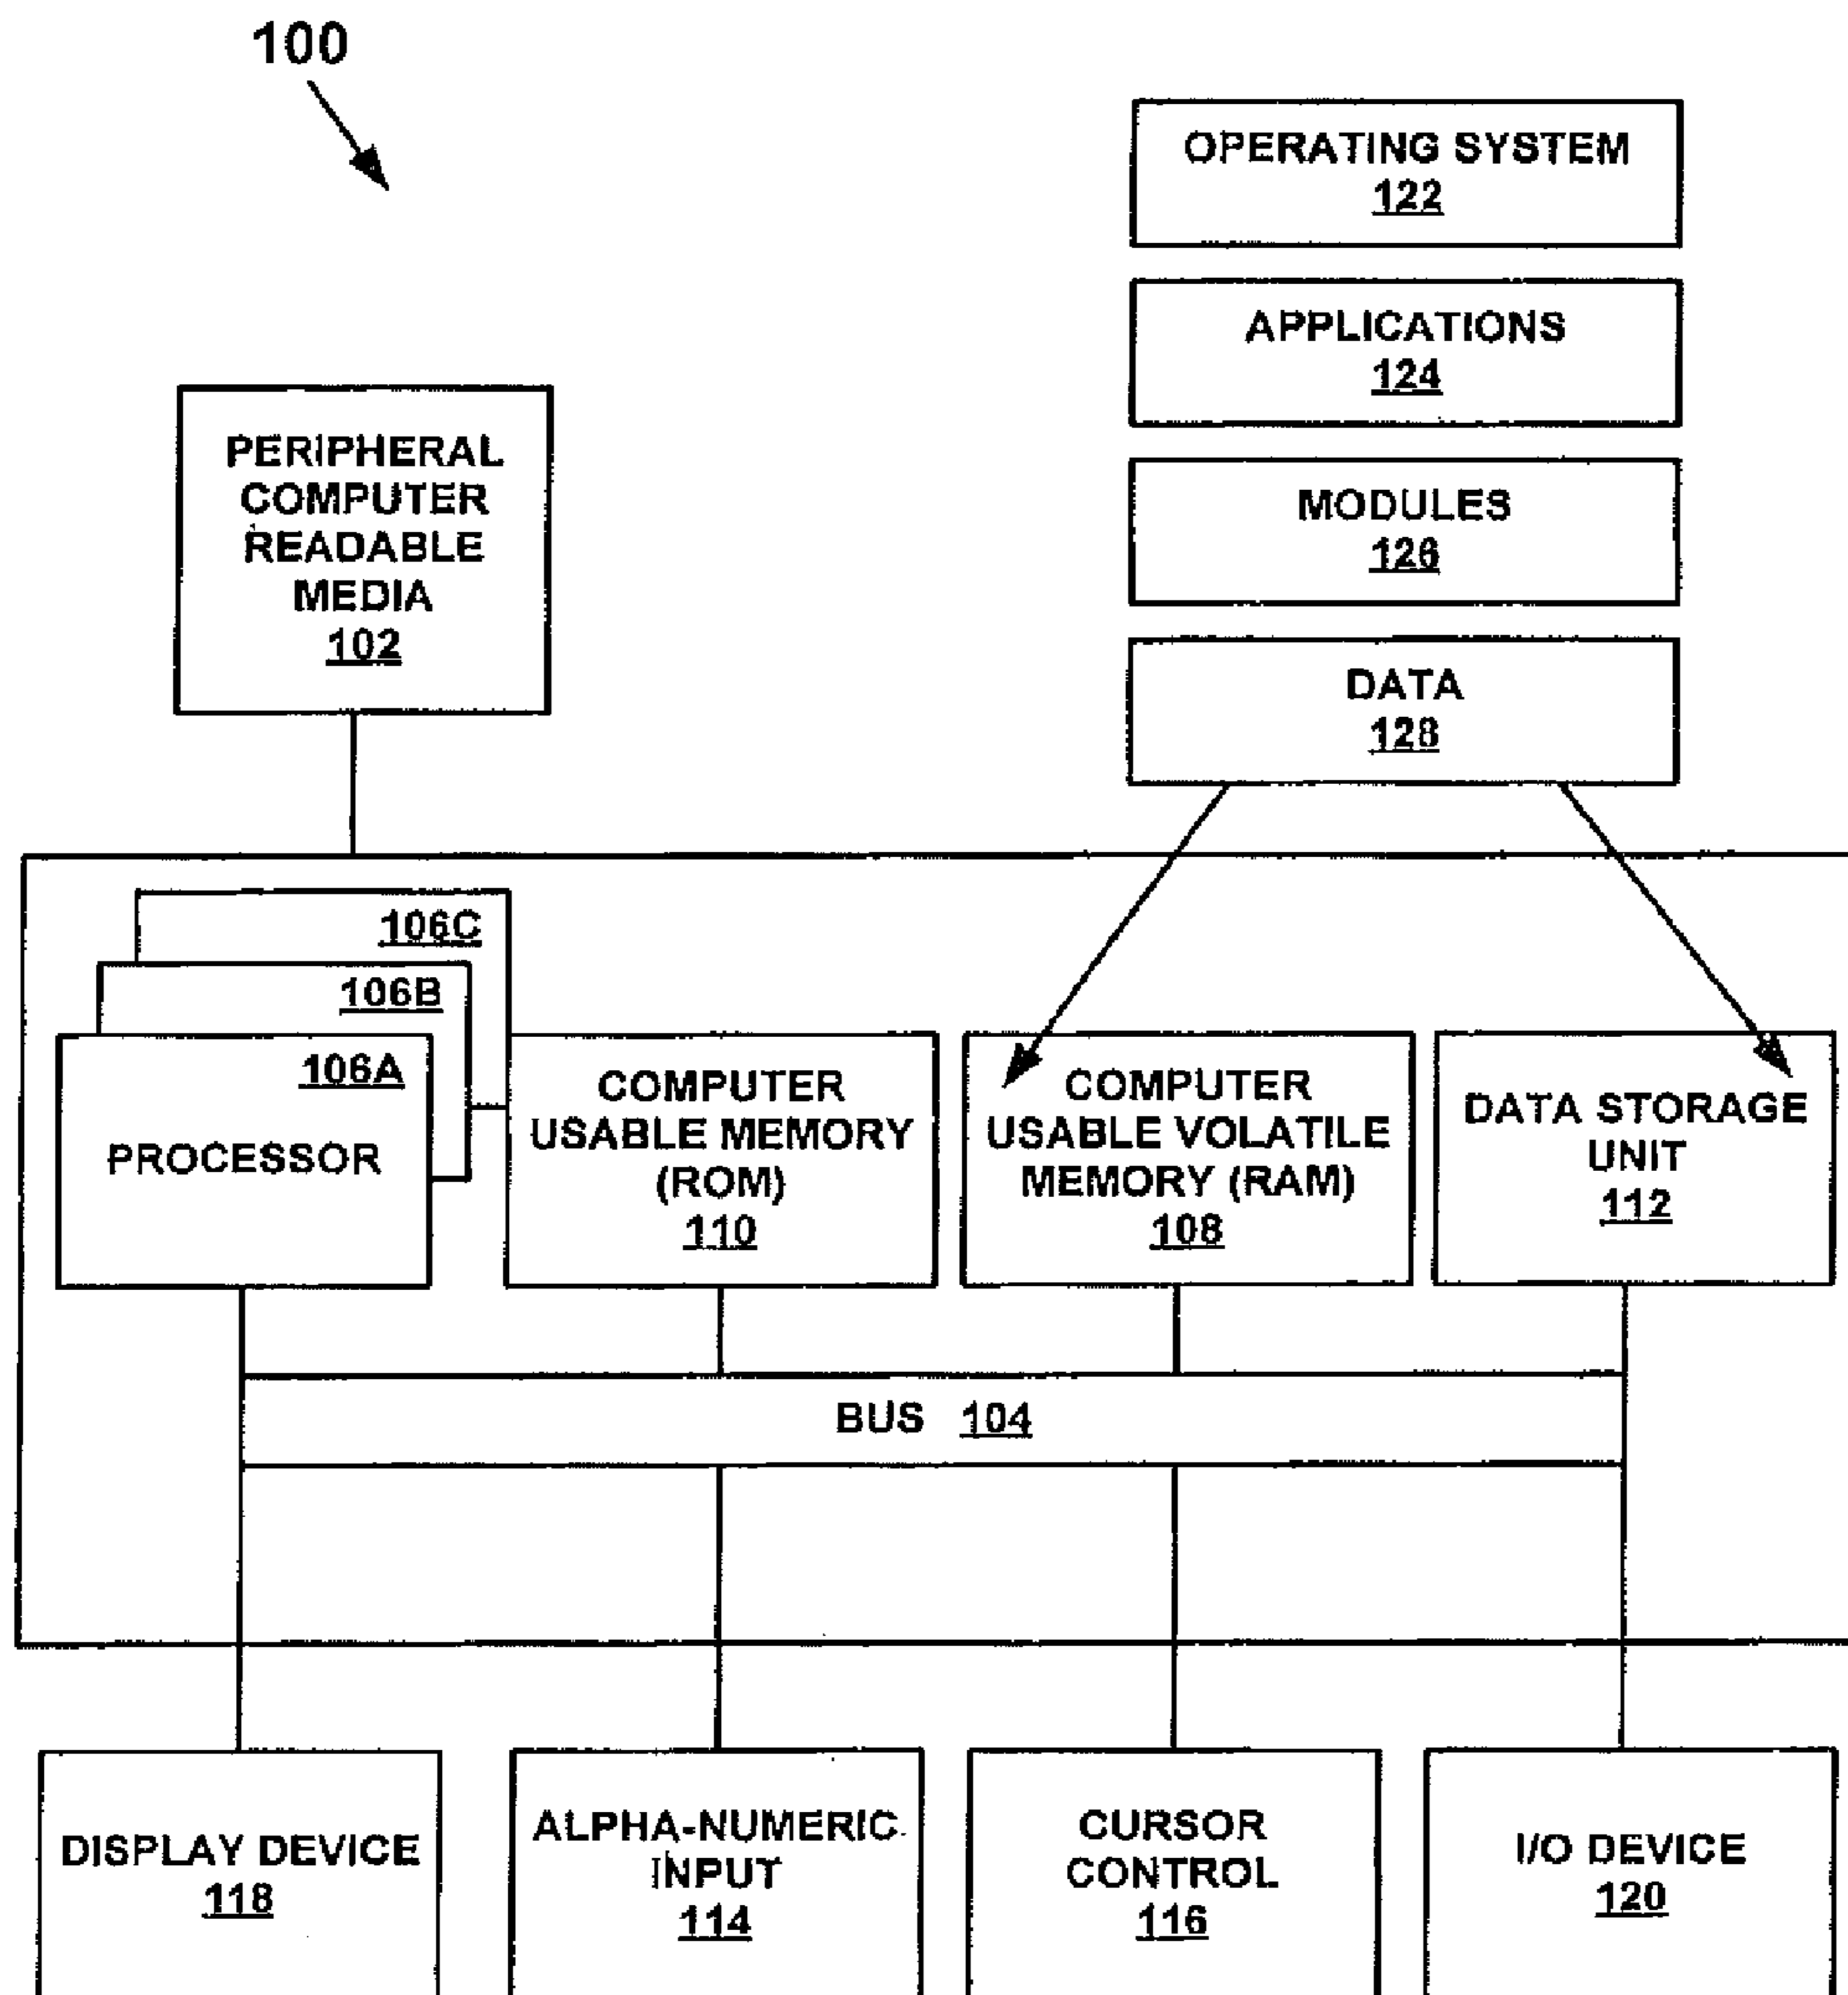 100
OPERATING SYSTEM
122
APPLICATIONS
124
MODULES
126
DATA
128
PERIPHERAL
COMPUTER
READABLE
MEDIA
102
106C
106B
106A
PROCESSOR
COMPUTER
USABLE MEMORY
(ROM)
110
COMPUTER
USABLE VOLATILE
MEMORY (RAM)
108
DATA STORAGE
UNIT
112
BUS 104
DISPLAY DEVICE
118
ALPHA-NUMERIC
INPUT
114
CURSOR
CONTROL
116
I/O DEVICE
120